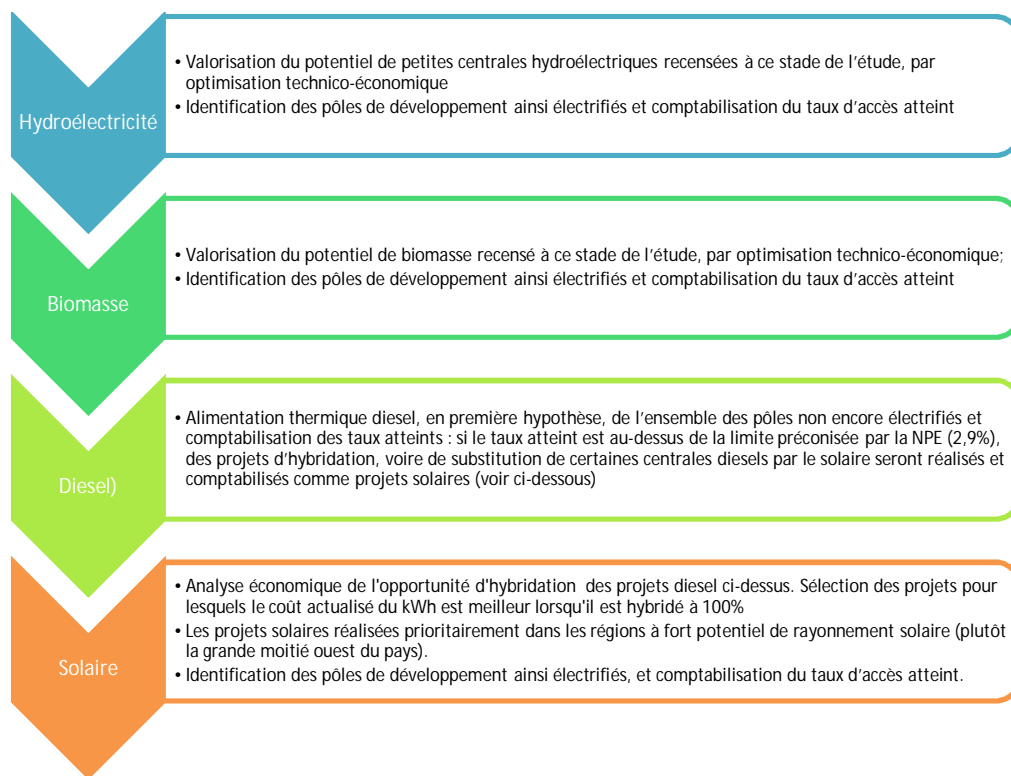 Hydroélectricité
• Valorisation du potentiel de petites centrales hydroélectriques recensées à ce stade de l'étude, par
optimisation technico-économique
• Identification des pôles de développement ainsi électrifiés et comptabilisation du taux d'accès atteint
Biomasse
• Valorisation du potentiel de biomasse recensé à ce stade de l'étude, par optimisation technico-économique;
• Identification des pôles de développement ainsi électrifiés et comptabilisation du taux d'accès atteint
Diesel)
• Alimentation thermique diesel, en première hypothèse, de l'ensemble des pôles non encore électrifiés et
comptabilisation des taux atteints : si le taux atteint est au-dessus de la limite préconisée par la NPE (2,9%),
des projets d'hybridation, voire de substitution de certaines centrales diesels par le solaire seront réalisés et
comptabilisés comme projets solaires (voir ci-dessous)
Solaire
• Analyse économique de l'opportunité d'hybridation des projets diesel ci-dessus. Sélection des projets pour
lesquels le coût actualisé du kWh est meilleur lorsqu'il est hybridé à 100%
• Les projets solaires réalisées prioritairement dans les régions à fort potentiel de rayonnement solaire (plutôt
la grande moitié ouest du pays).
• Identification des pôles de développement ainsi électrifiés, et comptabilisation du taux d'accès atteint.